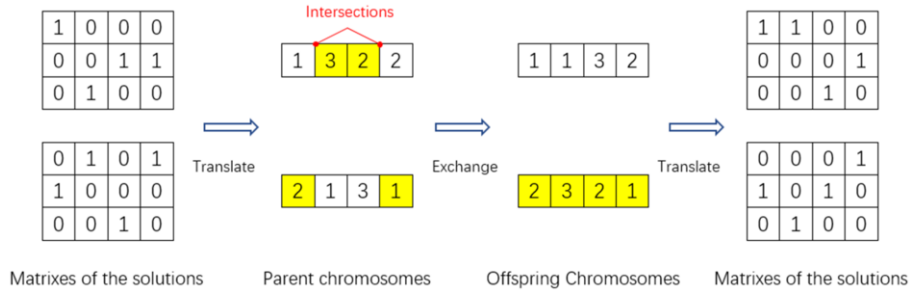 Intersections
1 0 0 0
0 0 1 1
0 1 0 0
1 3 2 2
1 1 3 2
1 1 0 0
0 0 0 1
0 0 1 0
Translate
Exchange
Translate
0 1 0 1
1 0 0 0
0 0 1 0
2 1 3 1
2 3 2 1
0 0 0 1
1 0 1 0
0 1 0 0
Matrixes of the solutions
Parent chromosomes
Offspring Chromosomes
Matrixes of the solutions